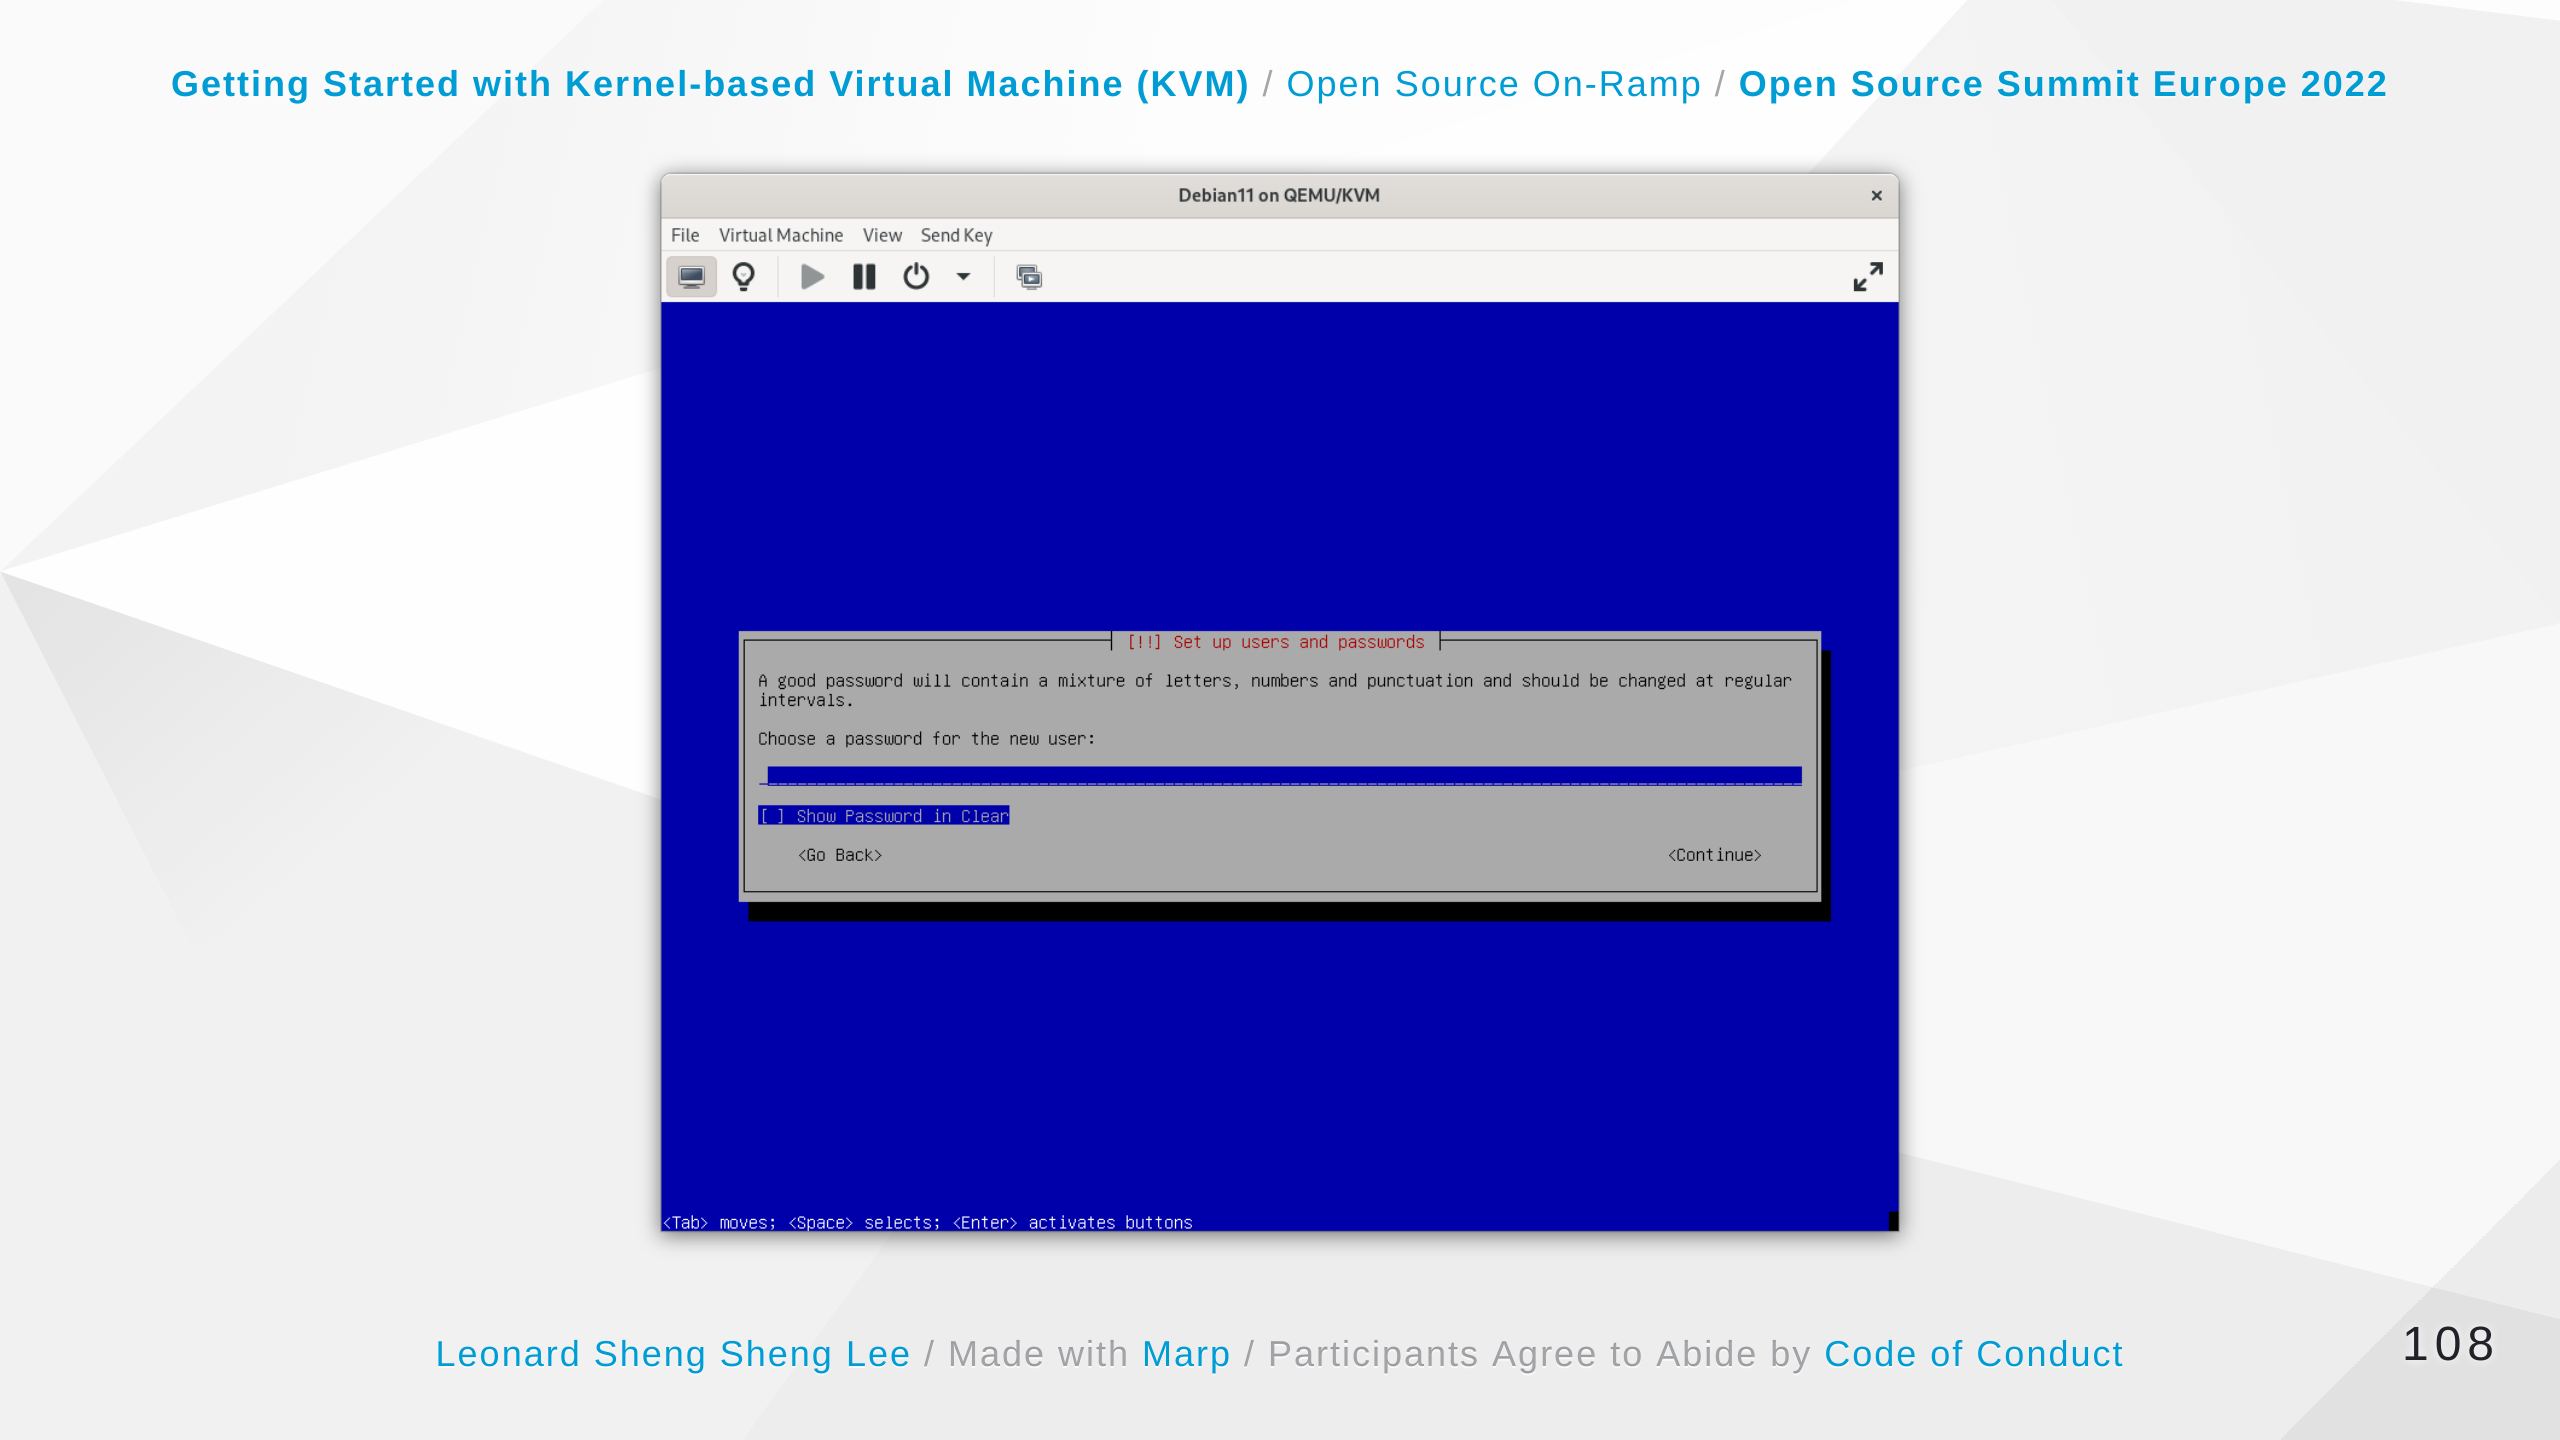 Getting Started with Kernel-based Virtual Machine (KVM) / Open Source On-Ramp / Open Source Summit Europe 2022
Debian11 on QEMU/KVM
File Virtual Machine View Send Key
[!!] Set up users and passwords
A good password will contain a mixture of letters, numbers and punctuation and should be changed at regular
intervals.
Choose a password for the new user:
[ ] Show Password in Clear
<Go Back> <Continue>
<Tab> moves; <Space> selects; <Enter> activates buttons
Leonard Sheng Sheng Lee / Made with Marp / Participants Agree to Abide by Code of Conduct
108